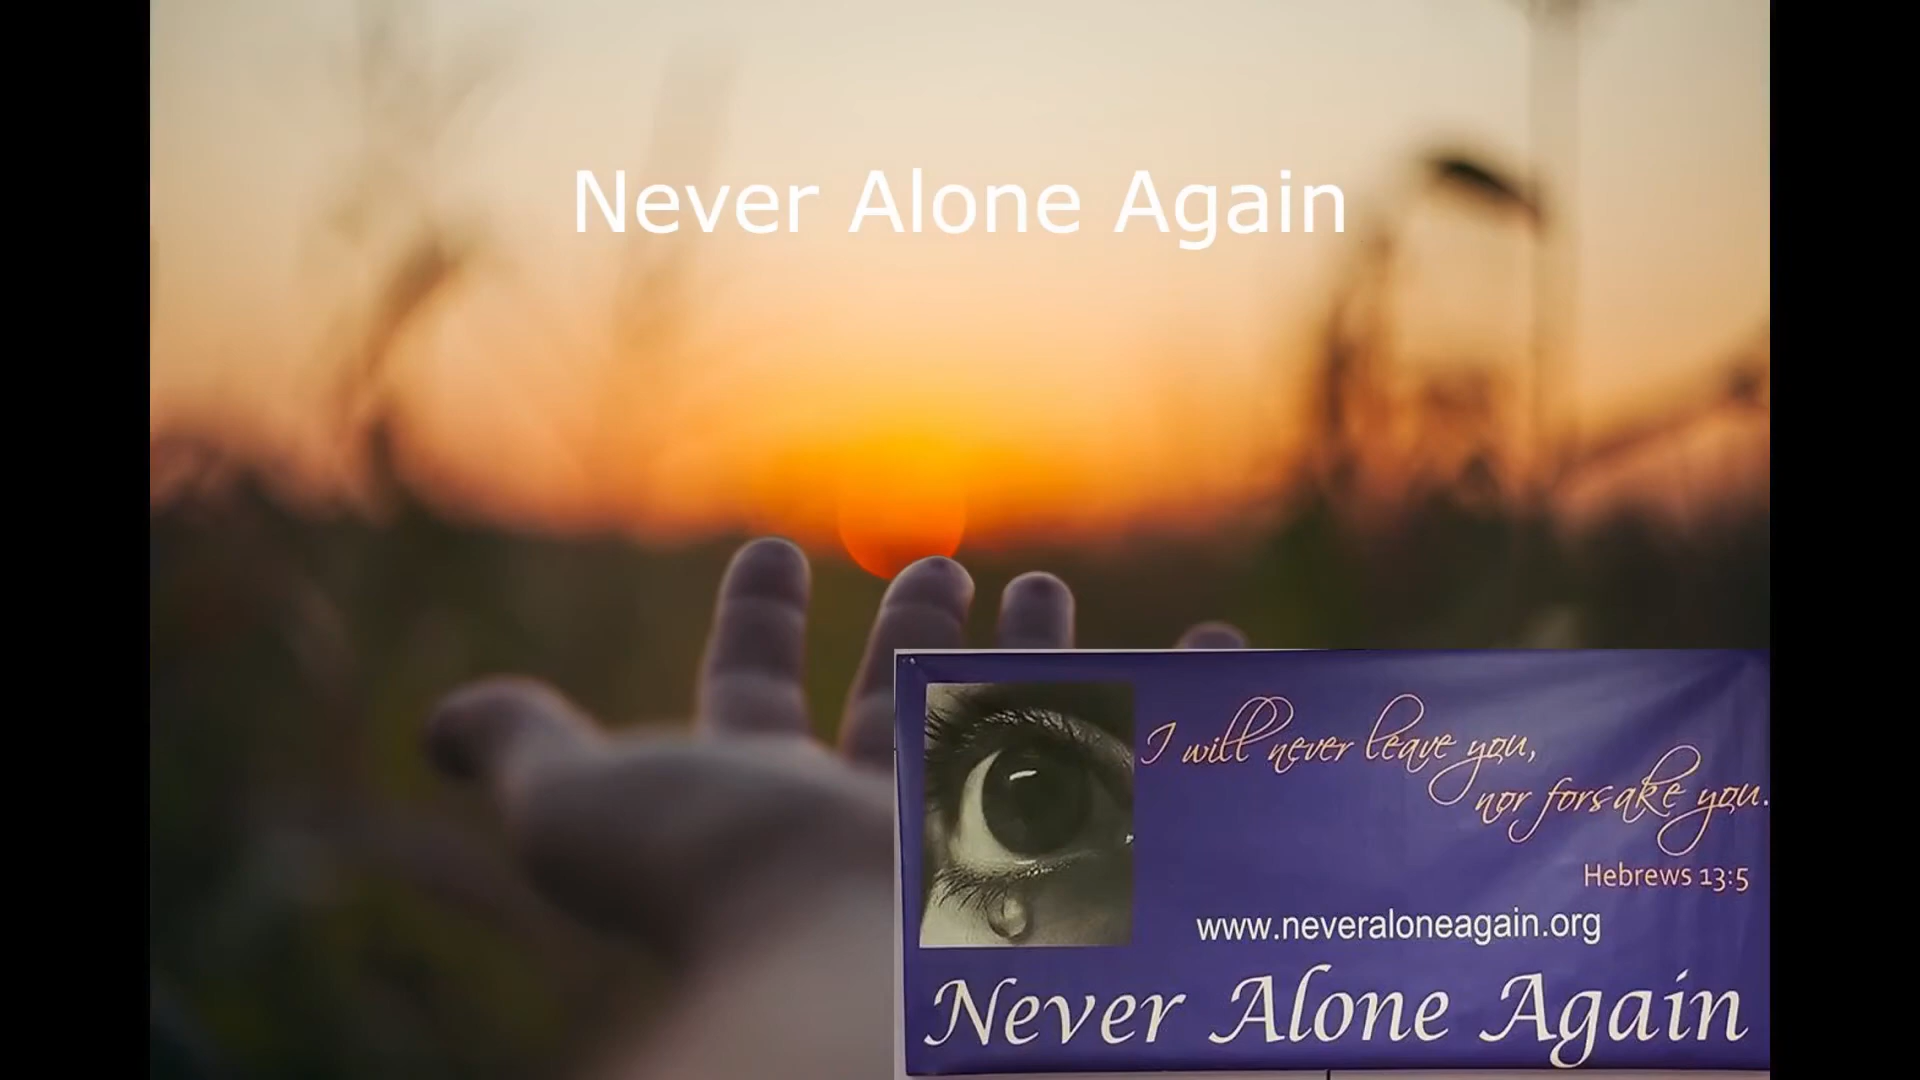 Never Alone Again
I will never leave you,
nor forsake you.
Hebrews 13:5
www.neveraloneagain.org
Never Alone Again